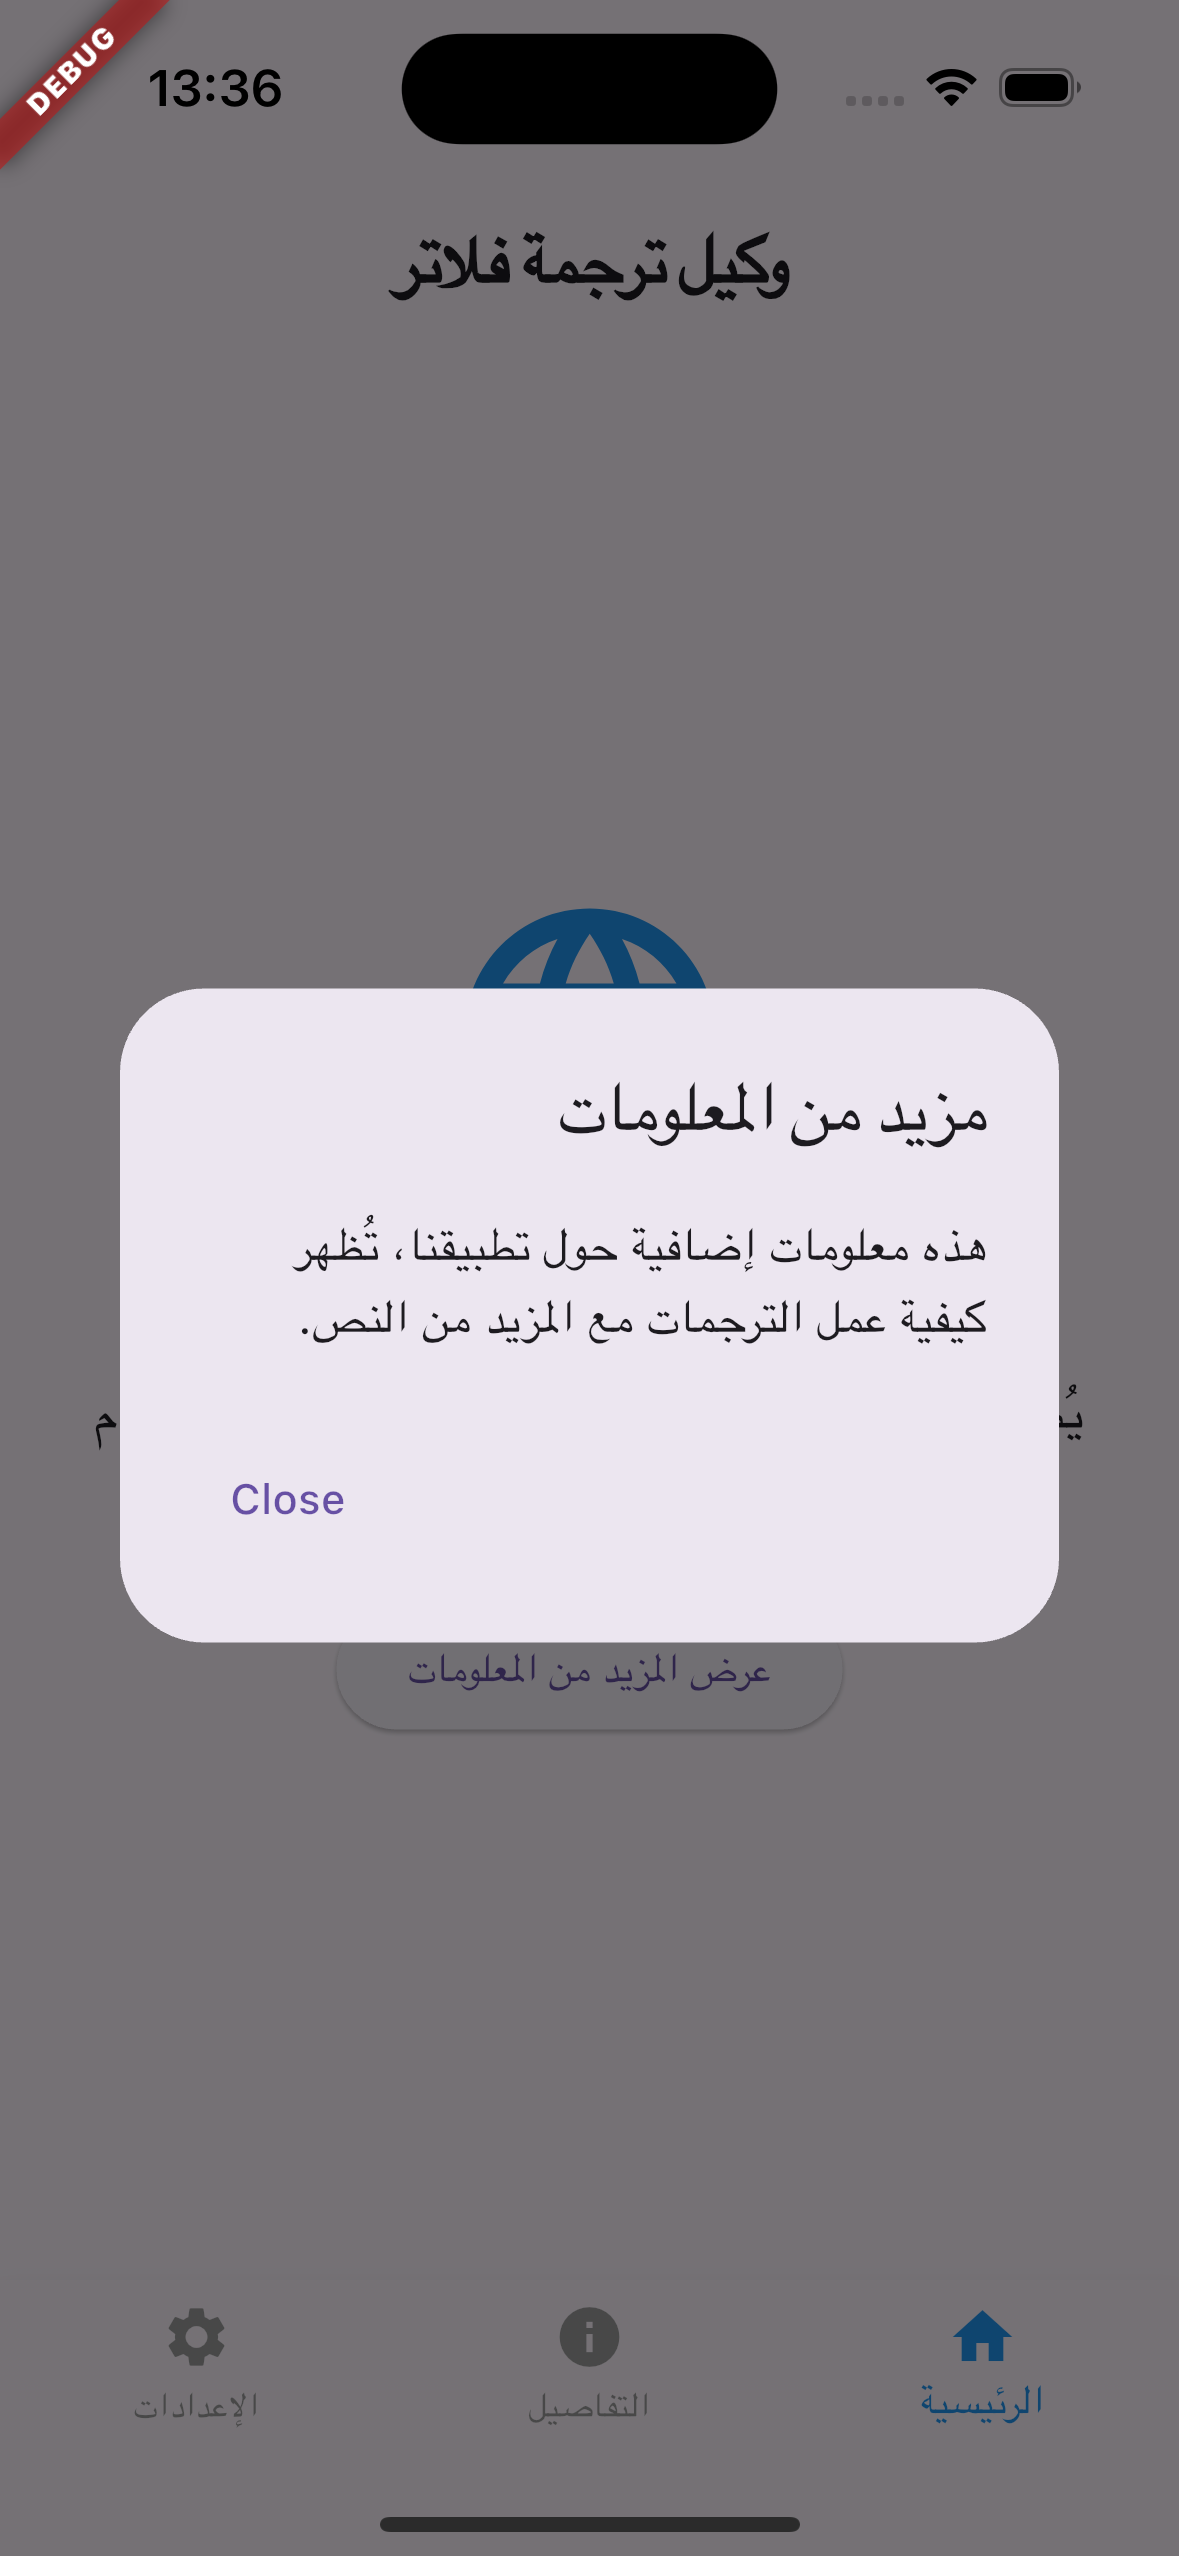 DEBUG
13:36
وكيل ترجمة فلاتر
مزيد من المعلومات
هذه معلومات إضافية حول تطبيقنا، تُظهر
كيفية عمل الترجمات مع المزيد من النص.
Close
عرض المزيد من المعلومات
الرئيسية
التفاصيل
الإعدادات